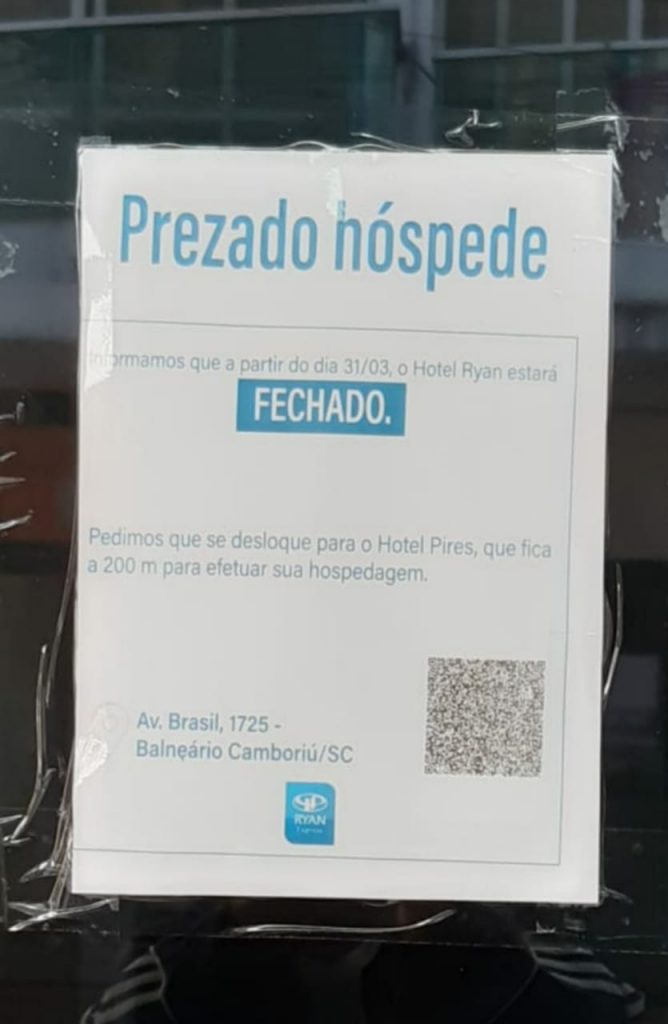 Prezado hóspede
Informamos que a partir do dia 31/03, o Hotel Ryan estará
FECHADO.
Pedimos que se desloque para o Hotel Pires, que fica
a 200 m para efetuar sua hospedagem.
Av. Brasil, 1725 -
Balneário Camboriú/SC
RYAN